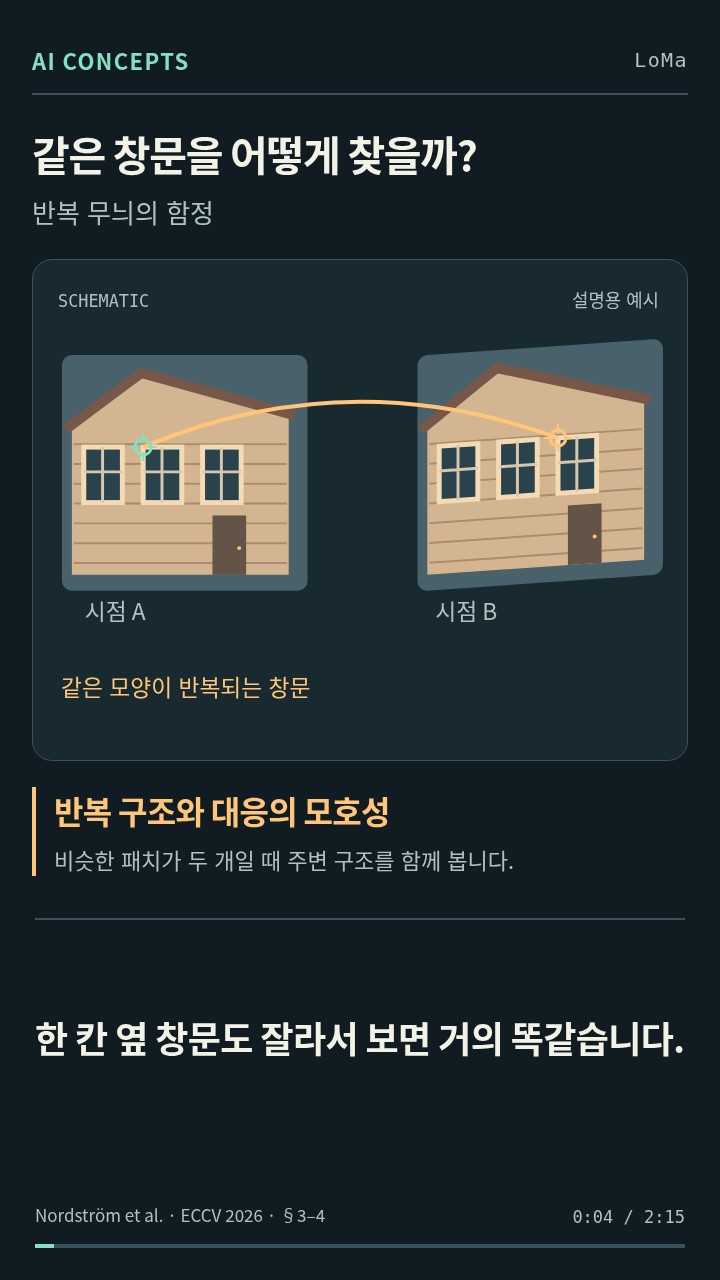 AI CONCEPTS
LoMa
같은 창문을 어떻게 찾을까?
반복 무늬의 함정
SCHEMATIC
설명용 예시
시점 A
시점 B
같은 모양이 반복되는 창문
반복 구조와 대응의 모호성
비슷한 패치가 두 개일 때 주변 구조를 함께 봅니다.
한 칸 옆 창문도 잘라서 보면 거의 똑같습니다.
Nordström et al. · ECCV 2026 · § 3–4
0:04 / 2:15